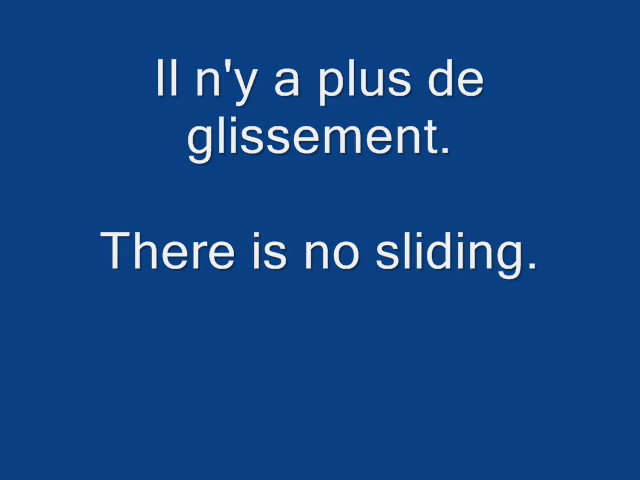 Il n'y a plus de
glissement.
There is no sliding.